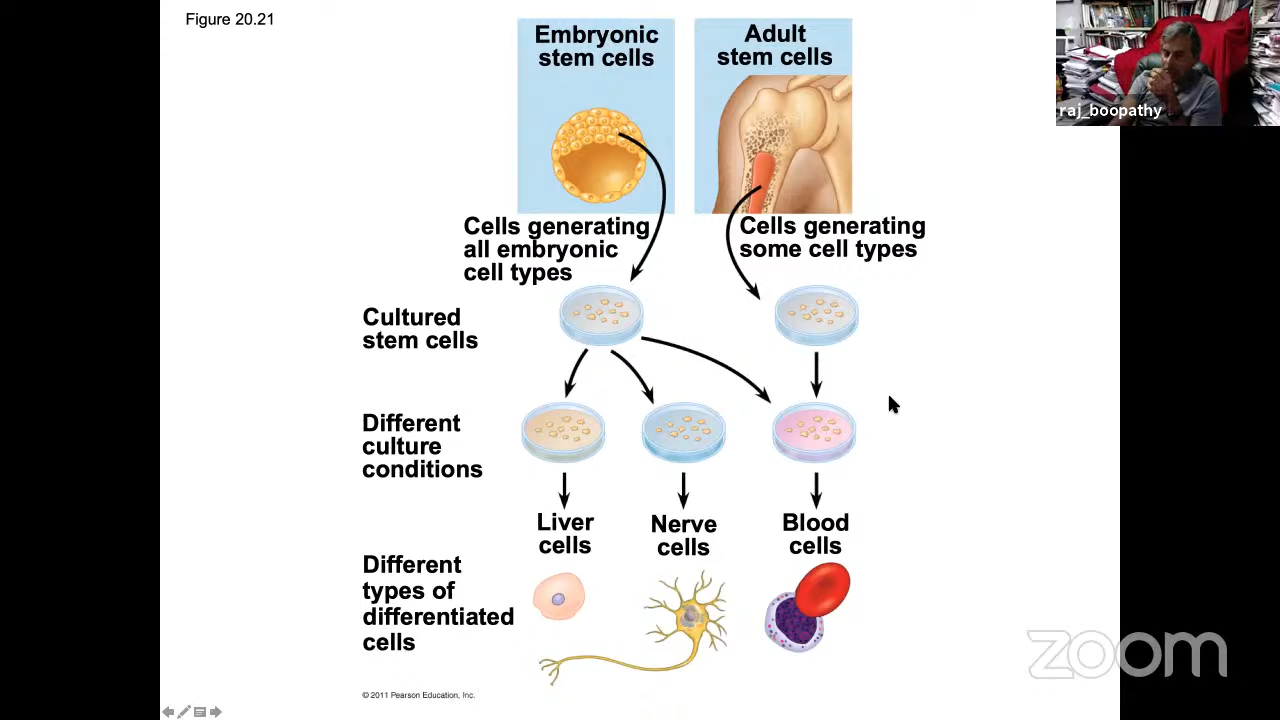 Figure 20.21
Embryonic
stem cells
Adult
stem cells
raj_boopathy
Cells generating
all embryonic
cell types
Cells generating
some cell types
Cultured
stem cells
Different
culture
conditions
Liver
cells
Nerve
cells
Blood
cells
Different
types of
differentiated
cells
zoom
© 2011 Pearson Education, Inc.